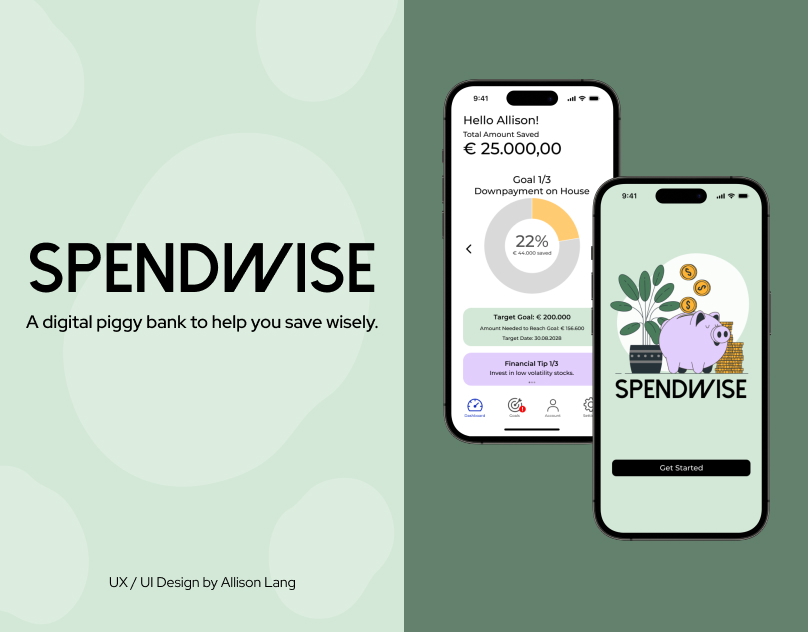 SPENDWISE
A digital piggy bank to help you save wisely.
UX / UI Design by Allison Lang
9:41
Hello Allison!
Total Amount Saved
€ 25.000,00
Goal 1/3
Downpayment on House
22%
€ 44.000 saved
Target Goal: € 200.000
Amount Needed to Reach Goal: € 156.600
Target Date: 30.08.2028
Financial Tip 1/3
Invest in low volatility stocks.
Dashboard
Goals
Account
9:41
SPENDWISE
Get Started